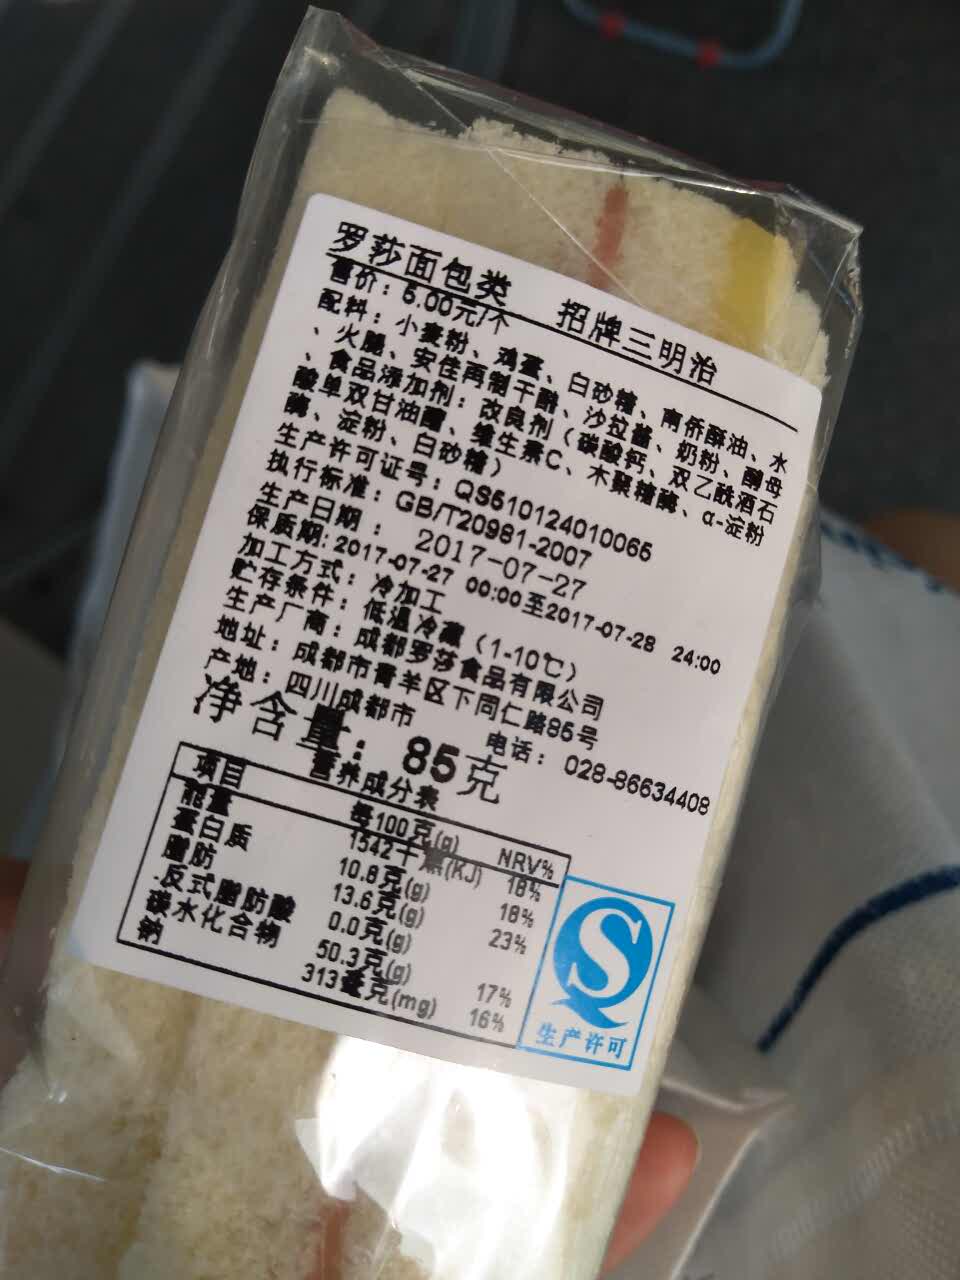 罗莎面包类 招牌三明治
售价：5.00元/个
配料：小麦粉、鸡蛋、白砂糖、南侨酥油、水
、火腿、安佳再制干酪、沙拉酱、奶粉、酵母
、食品添加剂：改良剂（碳酸钙、双乙酰酒石
酸单双甘油酯、维生素C、木聚糖酶、α-淀粉
酶、淀粉、白砂糖）
生产许可证号：QS510124010065
执行标准：GB/T20981-2007
生产日期：2017-07-27
保质期:2017-07-27 00:00至2017-07-28 24:00
加工方式：冷加工
贮存条件：低温冷藏（1-10℃）
生产厂商：成都罗莎食品有限公司
地址：成都市青羊区下同仁路85号
产地：四川成都市 电话：028-86634408
净含量：85克
营养成分表
项目 每100克(g) NRV%
能量 1542千焦(KJ) 18%
蛋白质 10.8克(g) 18%
脂肪 13.6克(g) 23%
.反式脂肪酸 0.0克(g)
碳水化合物 50.3克(g) 17%
钠 313毫克(mg) 16%
生产许可